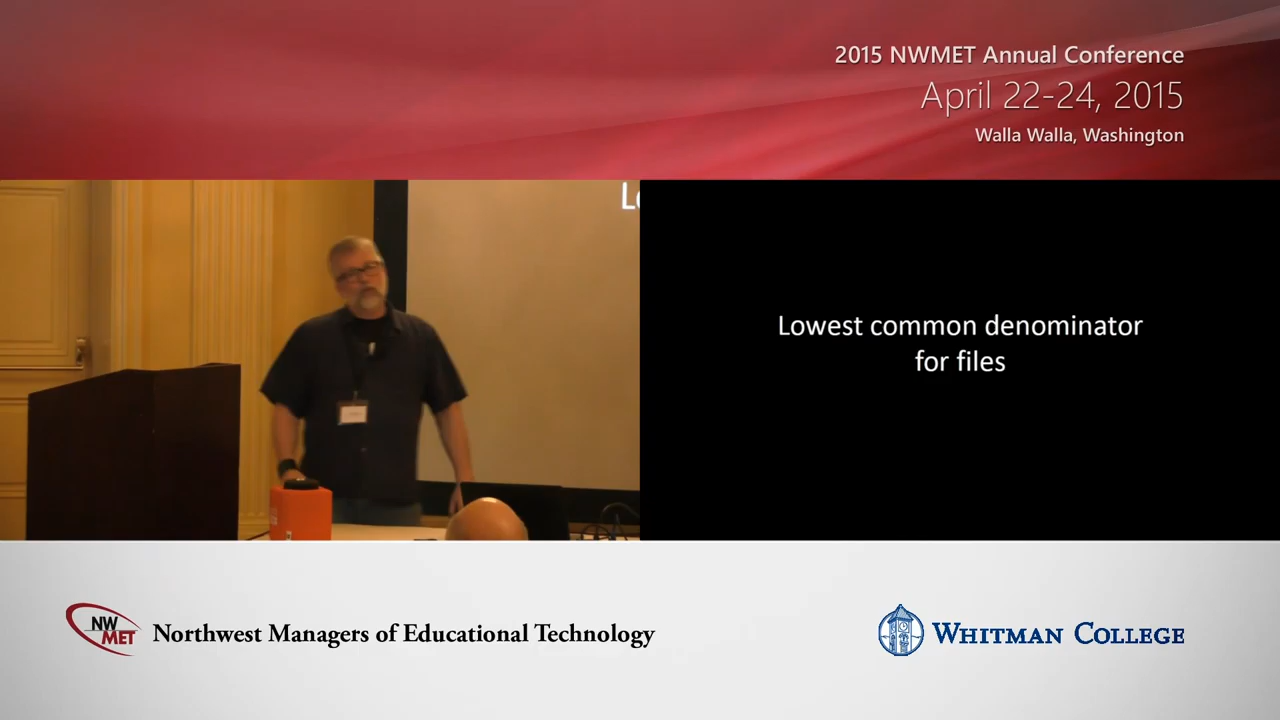 2015 NWMET Annual Conference
April 22-24, 2015
Walla Walla, Washington
L
Lowest common denominator
for files
NW
MET
Northwest Managers of Educational Technology
WHITMAN COLLEGE